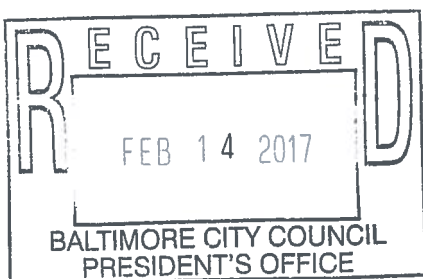 RECEIVED
FEB 14 2017
BALTIMORE CITY COUNCIL
PRESIDENT'S OFFICE